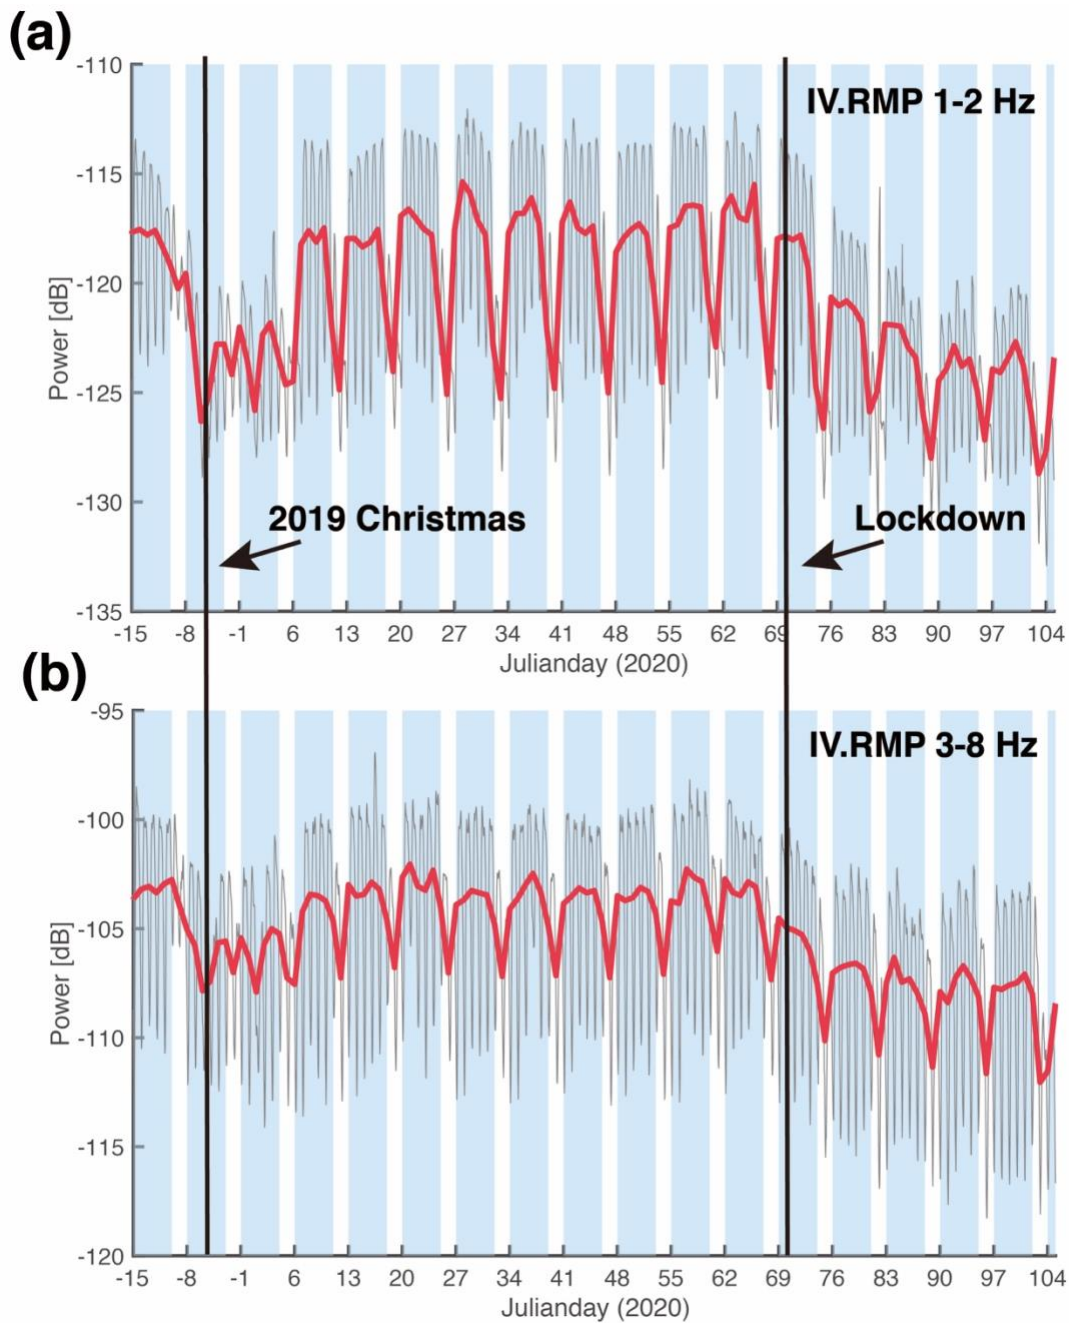 (a)
-110
-115
-120
-125
-130
-135
Power [dB]
IV.RMP 1-2 Hz
2019 Christmas
Lockdown
-15 -8 -1 6 13 20 27 34 41 48 55 62 69 76 83 90 97 104
Julianday (2020)
(b)
-95
-100
-105
-110
-115
-120
Power [dB]
IV.RMP 3-8 Hz
-15 -8 -1 6 13 20 27 34 41 48 55 62 69 76 83 90 97 104
Julianday (2020)